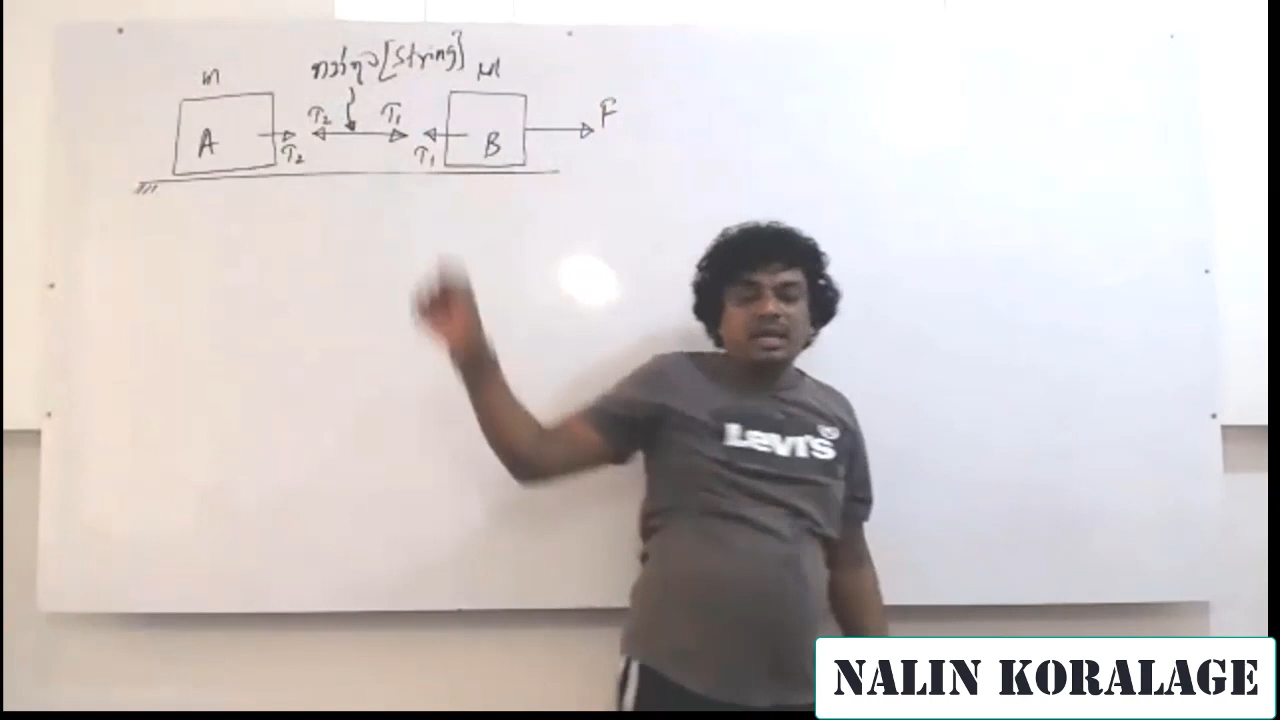 m
තන්තුව [String]
M
A
T₂
T₁
B
F
T₂
T₁
Levi's
NALIN KORALAGE